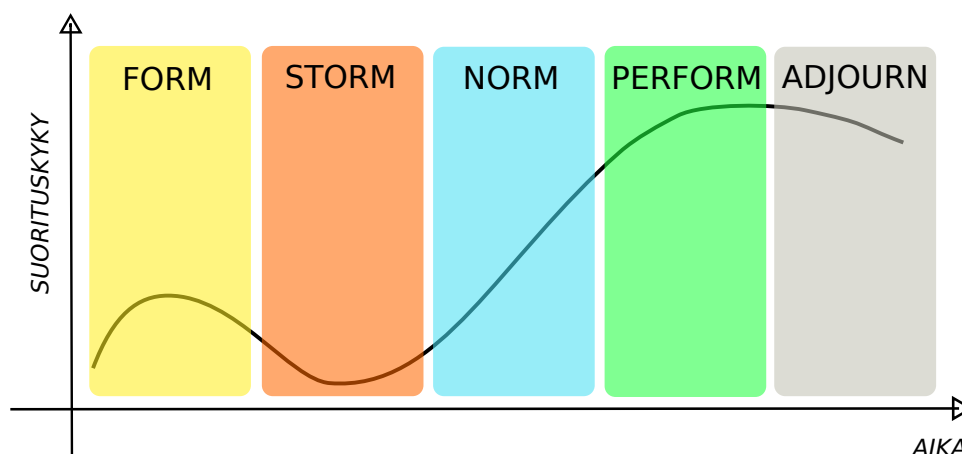 FORM
STORM
NORM
PERFORM
ADJOURN
SUORITUSKYKY
AIKA